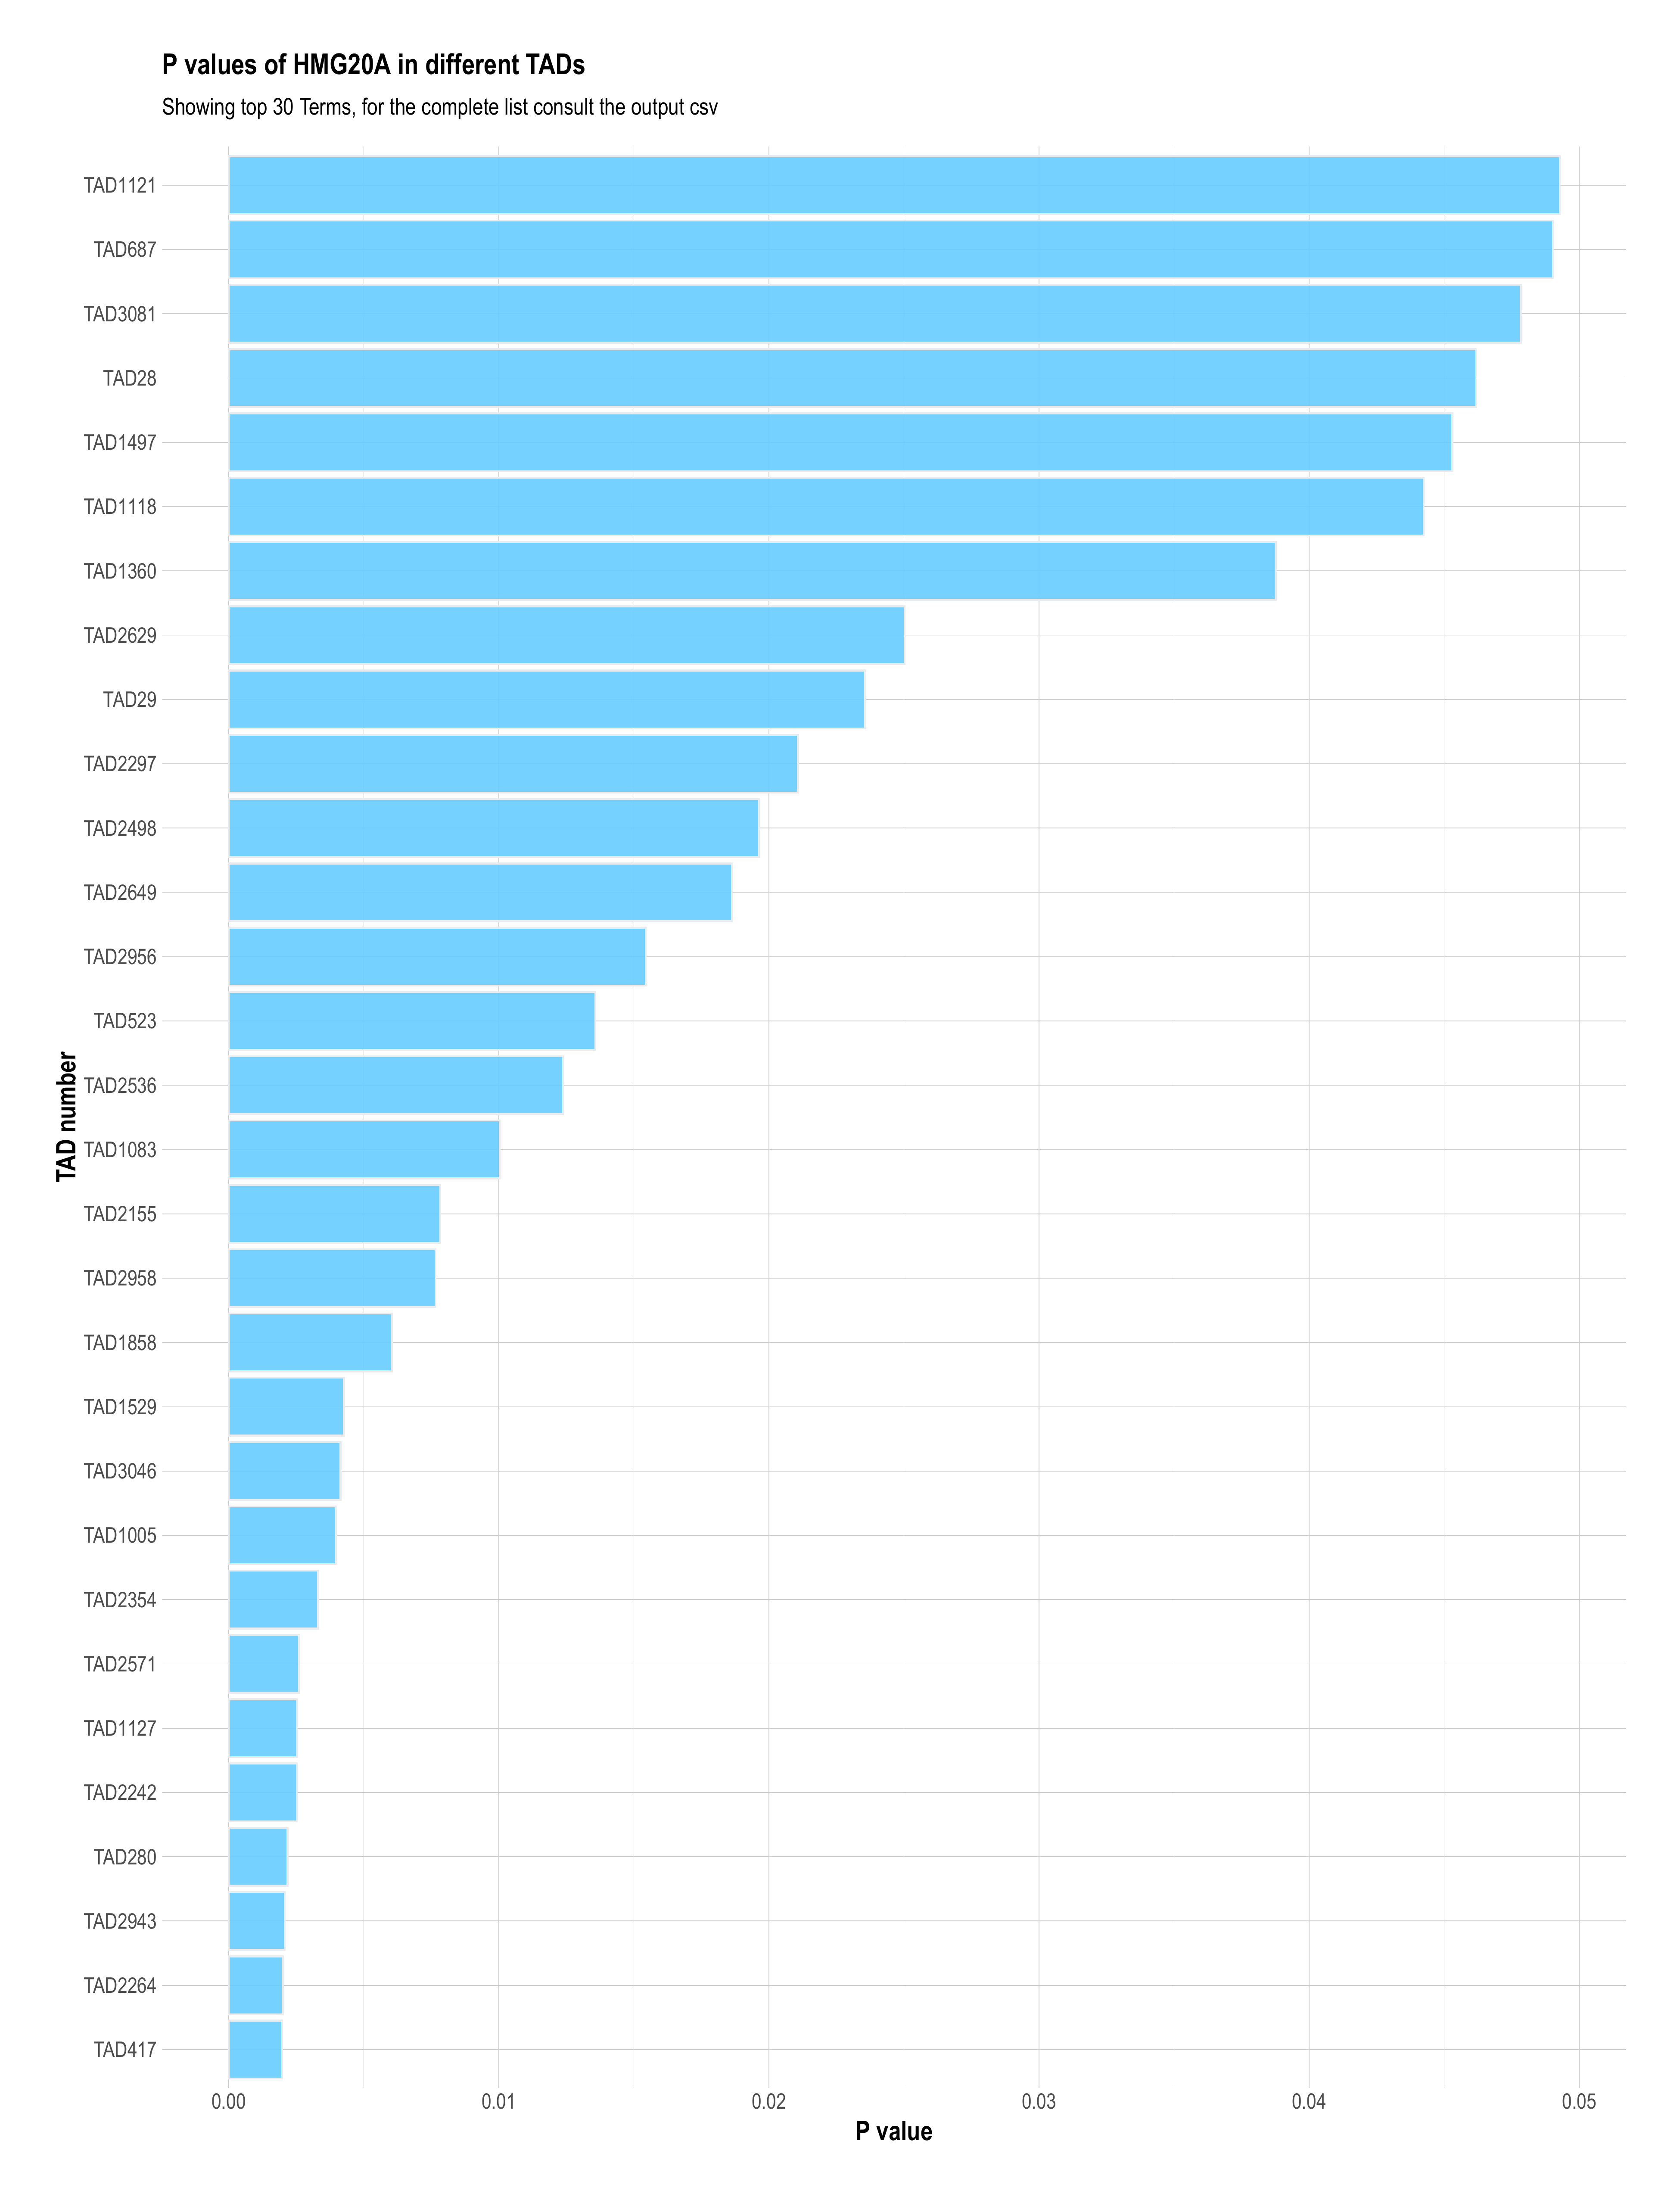 P values of HMG20A in different TADs
Showing top 30 Terms, for the complete list consult the output csv
TAD1121
TAD687
TAD3081
TAD28
TAD1497
TAD1118
TAD1360
TAD2629
TAD29
TAD2297
TAD2498
TAD2649
TAD2956
TAD523
TAD2536
TAD1083
TAD2155
TAD2958
TAD1858
TAD1529
TAD3046
TAD1005
TAD2354
TAD2571
TAD1127
TAD2242
TAD280
TAD2943
TAD2264
TAD417
TAD number
0.00 0.01 0.02 0.03 0.04 0.05
P value